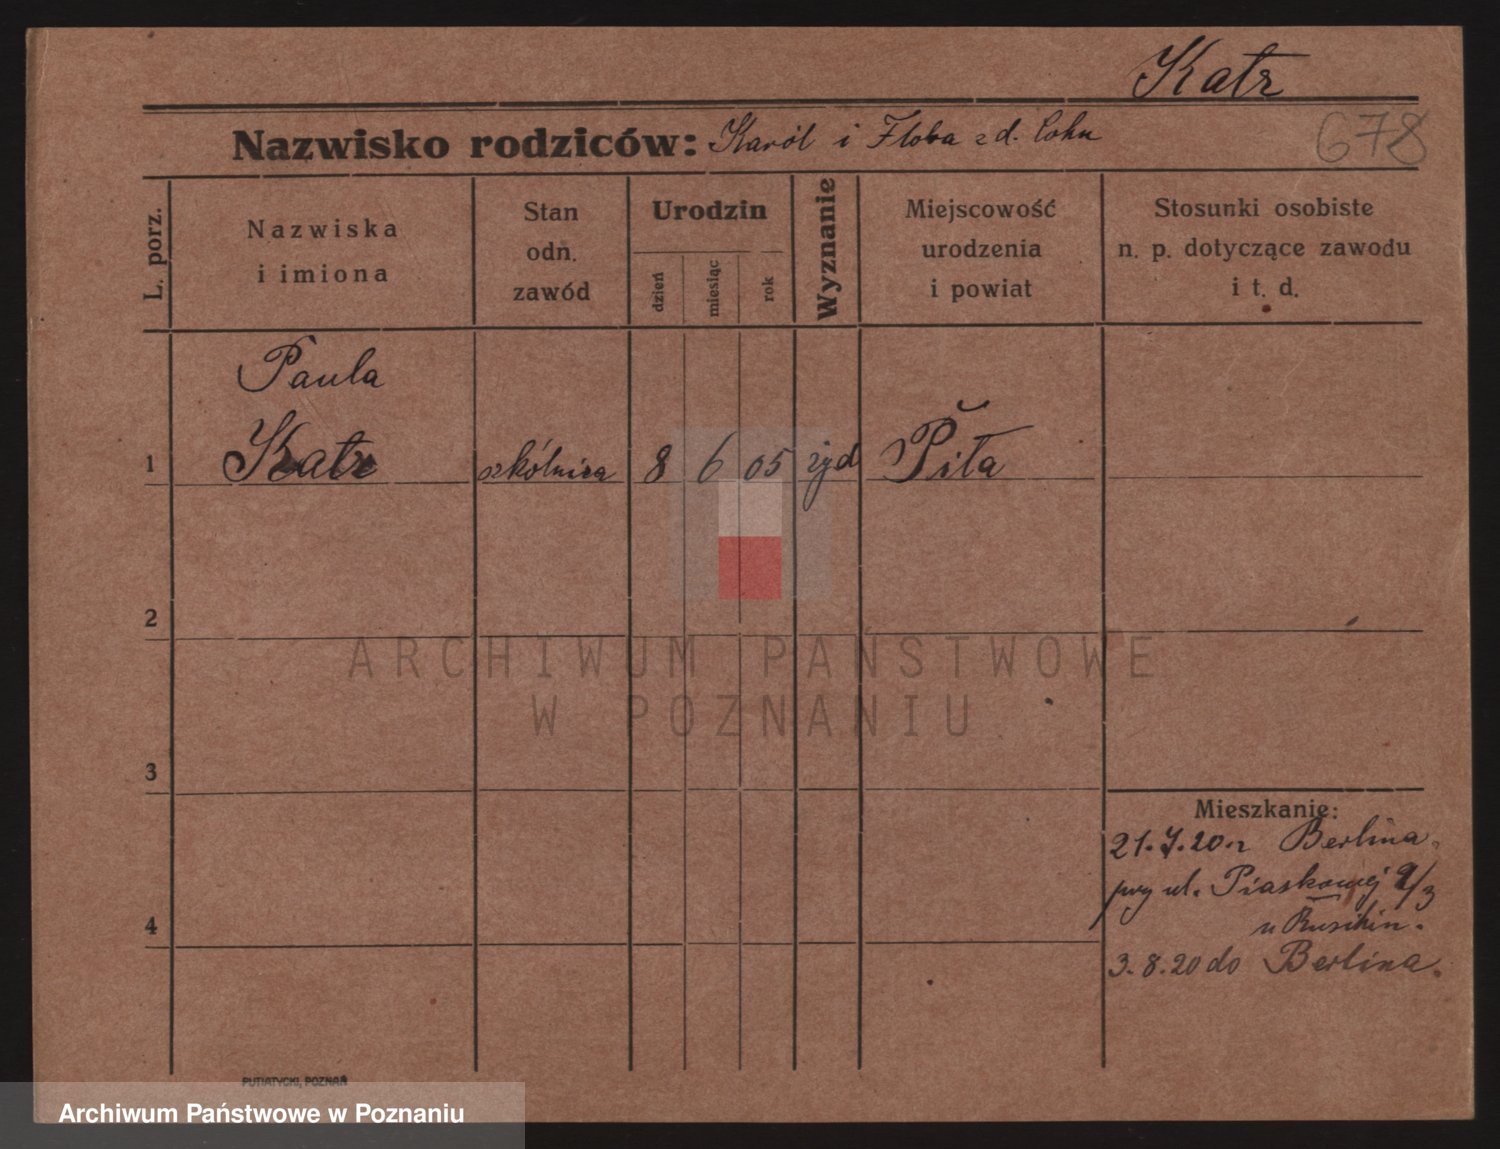 Katz
Nazwisko rodziców: Karól i Flora z d. Cohn
678
L. porz.
Nazwiska
i imiona
Stan
odn.
zawód
Urodzin
dzień
miesiąc
rok
Wyznanie
Miejscowość
urodzenia
i powiat
Stosunki osobiste
n. p. dotyczące zawodu
i t. d.
Paula
1 Katz szkólnica 8 6 05 żyd Piła
2
ARCHIWUM PAŃSTWOWE
W POZNANIU
3
Mieszkanie:
21.7.20 z Berlina
przy ul. Piaskowej 2/3
u
4
3.8.20 do Berlina.
PUTIATYCKI, POZNAŃ
Archiwum Państwowe w Poznaniu